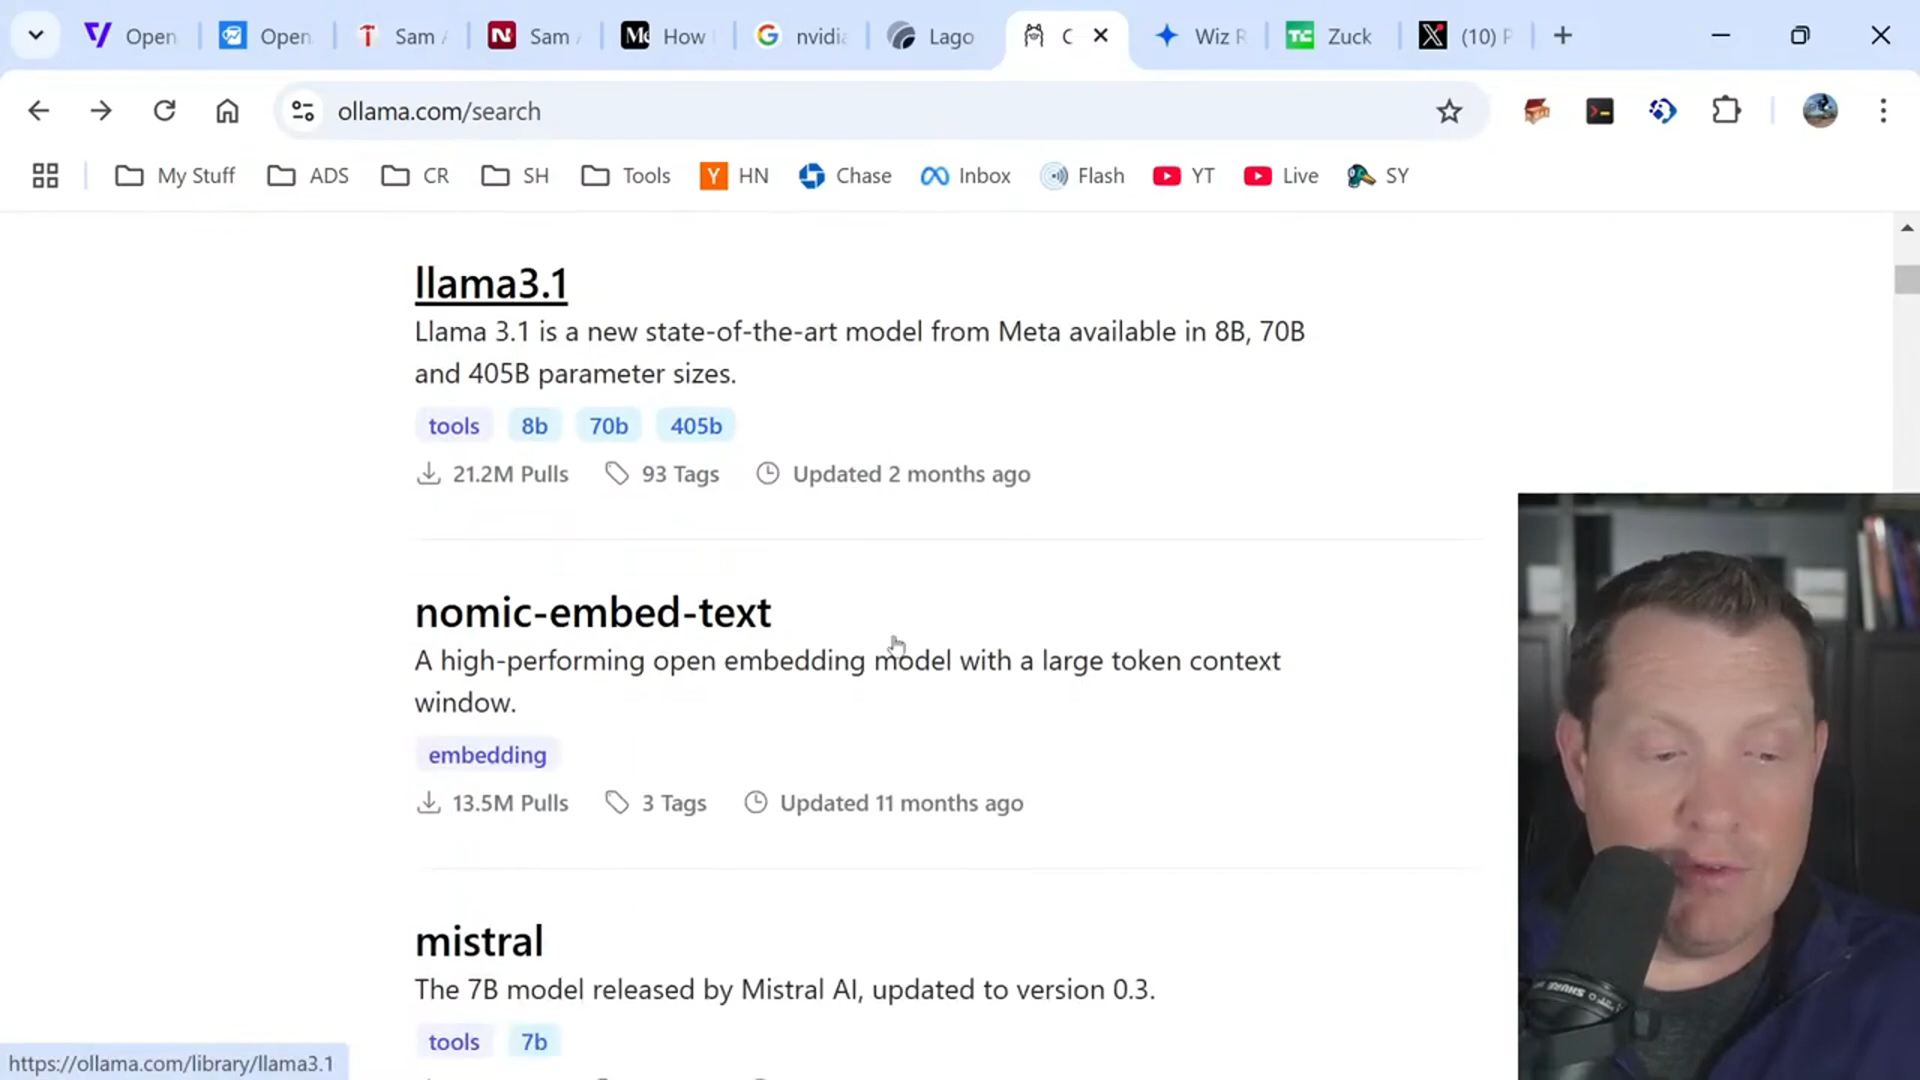 Open
Open
Sam
Sam
Me
How
nvidi
Lago
C
Wiz R
TC
Zuck
(10) P
ollama.com/search
My Stuff
ADS
CR
SH
Tools
Y
HN
Chase
Inbox
Flash
YT
Live
SY
llama3.1
Llama 3.1 is a new state-of-the-art model from Meta available in 8B, 70B
and 405B parameter sizes.
tools 8b 70b 405b
21.2M Pulls 93 Tags Updated 2 months ago
nomic-embed-text
A high-performing open embedding model with a large token context
window.
embedding
13.5M Pulls 3 Tags Updated 11 months ago
mistral
The 7B model released by Mistral AI, updated to version 0.3.
tools 7b
https://ollama.com/library/llama3.1
SHURE